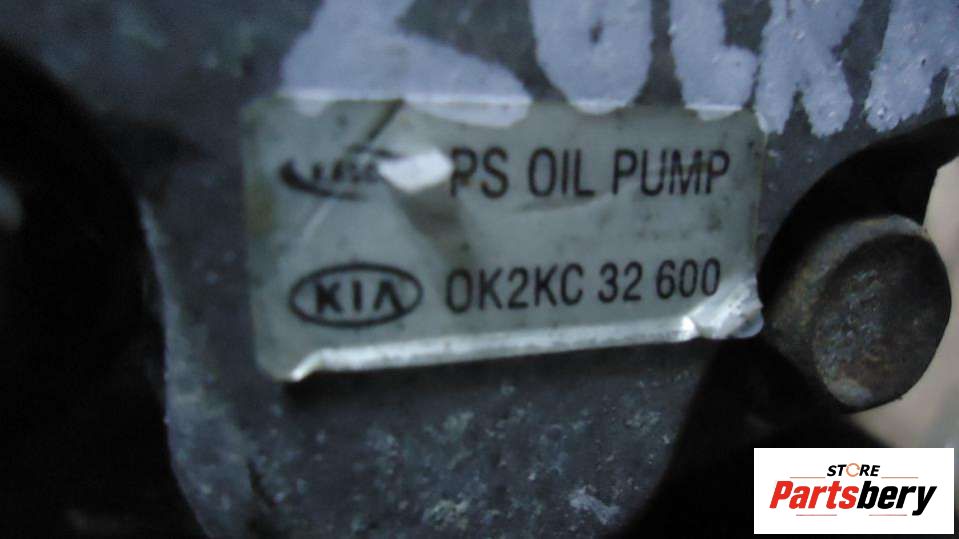 PS OIL PUMP
KIA 0K2KC 32 600
STORE
Partsbery